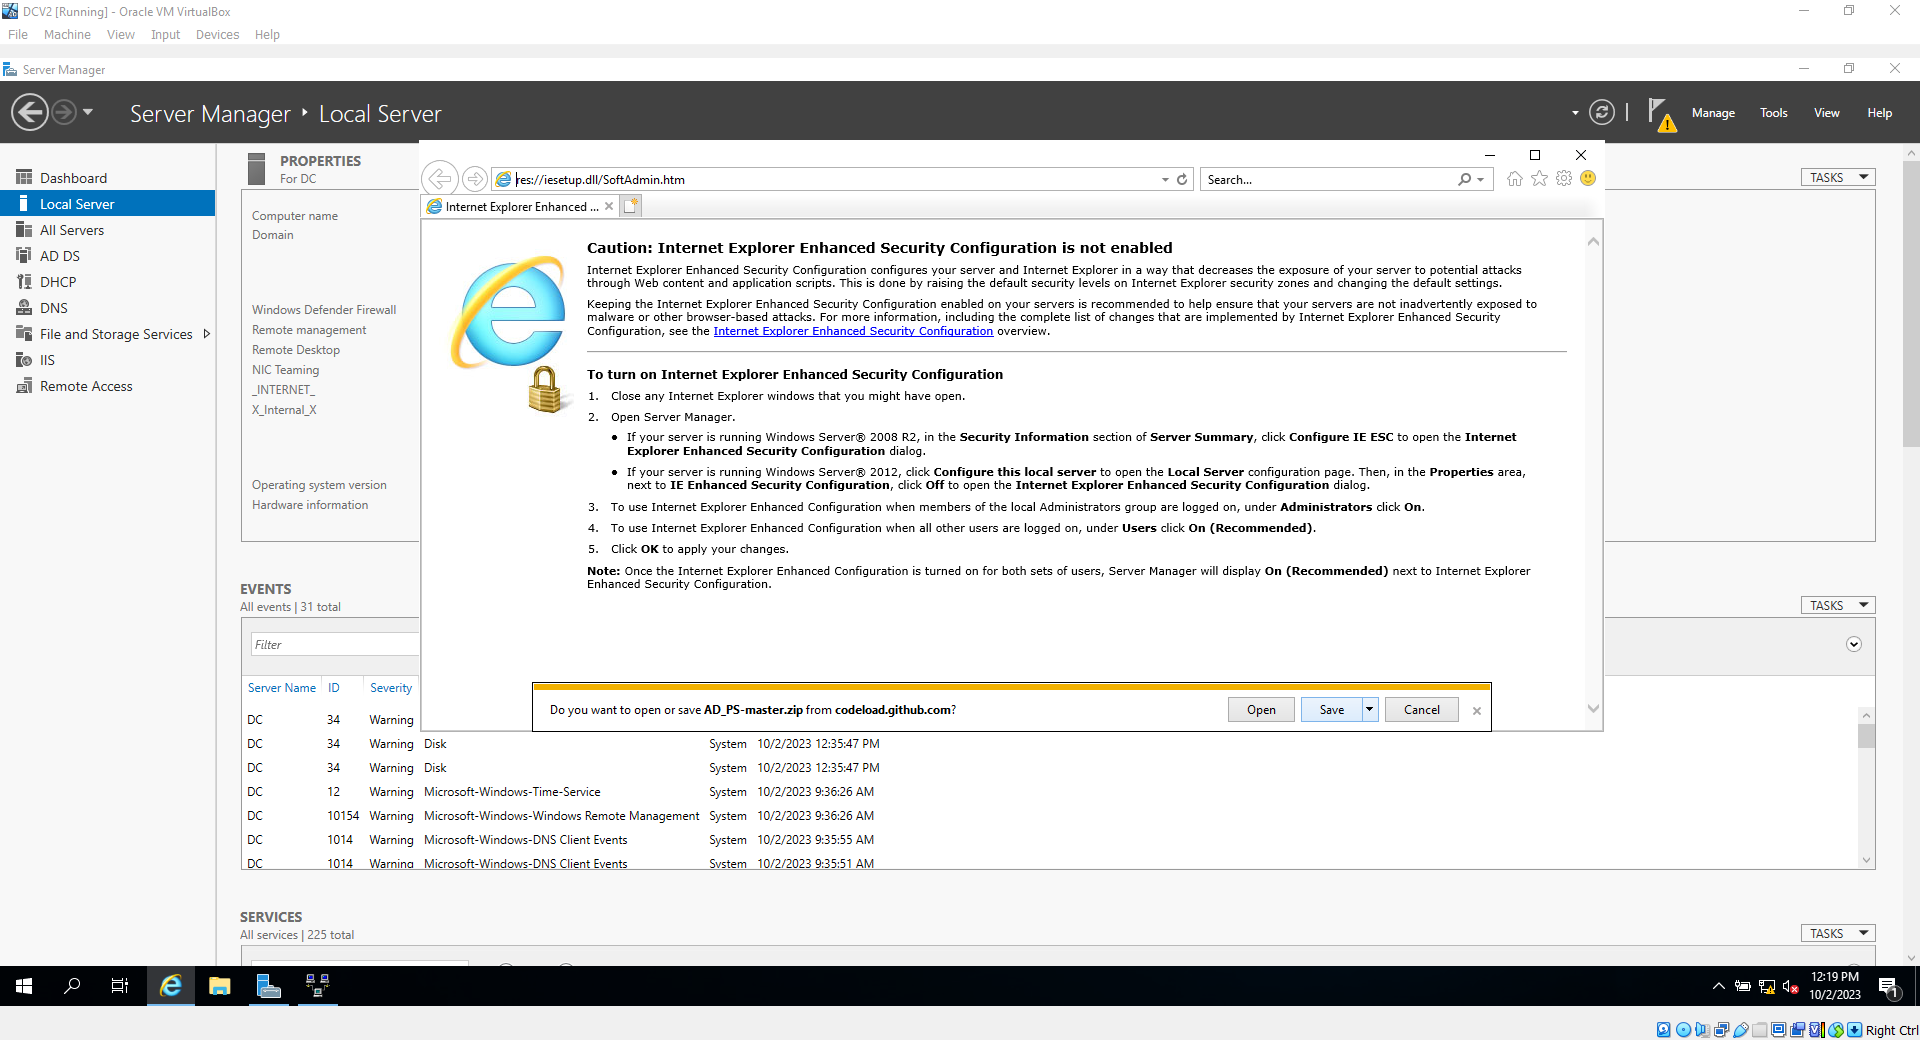 DCV2 [Running] - Oracle VM VirtualBox
File Machine View Input Devices Help
Server Manager
Server Manager ‣ Local Server
Manage Tools View Help
Dashboard
Local Server
All Servers
AD DS
DHCP
DNS
File and Storage Services
IIS
Remote Access
PROPERTIES
For DC
TASKS
Computer name
Domain
Windows Defender Firewall
Remote management
Remote Desktop
NIC Teaming
_INTERNET_
X_Internal_X
Operating system version
Hardware information
res://iesetup.dll/SoftAdmin.htm
Search...
Internet Explorer Enhanced ...
Caution: Internet Explorer Enhanced Security Configuration is not enabled
Internet Explorer Enhanced Security Configuration configures your server and Internet Explorer in a way that decreases the exposure of your server to potential attacks
through Web content and application scripts. This is done by raising the default security levels on Internet Explorer security zones and changing the default settings.
Keeping the Internet Explorer Enhanced Security Configuration enabled on your servers is recommended to help ensure that your servers are not inadvertently exposed to
malware or other browser-based attacks. For more information, including the complete list of changes that are implemented by Internet Explorer Enhanced Security
Configuration, see the Internet Explorer Enhanced Security Configuration overview.
To turn on Internet Explorer Enhanced Security Configuration
1. Close any Internet Explorer windows that you might have open.
2. Open Server Manager.
• If your server is running Windows Server® 2008 R2, in the Security Information section of Server Summary, click Configure IE ESC to open the Internet
Explorer Enhanced Security Configuration dialog.
• If your server is running Windows Server® 2012, click Configure this local server to open the Local Server configuration page. Then, in the Properties area,
next to IE Enhanced Security Configuration, click Off to open the Internet Explorer Enhanced Security Configuration dialog.
3. To use Internet Explorer Enhanced Configuration when members of the local Administrators group are logged on, under Administrators click On.
4. To use Internet Explorer Enhanced Configuration when all other users are logged on, under Users click On (Recommended).
5. Click OK to apply your changes.
Note: Once the Internet Explorer Enhanced Configuration is turned on for both sets of users, Server Manager will display On (Recommended) next to Internet Explorer
Enhanced Security Configuration.
Do you want to open or save AD_PS-master.zip from codeload.github.com?
Open Save Cancel
EVENTS
All events | 31 total
TASKS
Filter
Server Name ID Severity
DC 34 Warning
DC 34 Warning Disk System 10/2/2023 12:35:47 PM
DC 34 Warning Disk System 10/2/2023 12:35:47 PM
DC 12 Warning Microsoft-Windows-Time-Service System 10/2/2023 9:36:26 AM
DC 10154 Warning Microsoft-Windows-Windows Remote Management System 10/2/2023 9:36:26 AM
DC 1014 Warning Microsoft-Windows-DNS Client Events System 10/2/2023 9:35:55 AM
DC 1014 Warning Microsoft-Windows-DNS Client Events System 10/2/2023 9:35:51 AM
SERVICES
All services | 225 total
TASKS
12:19 PM
10/2/2023
1
Right Ctrl